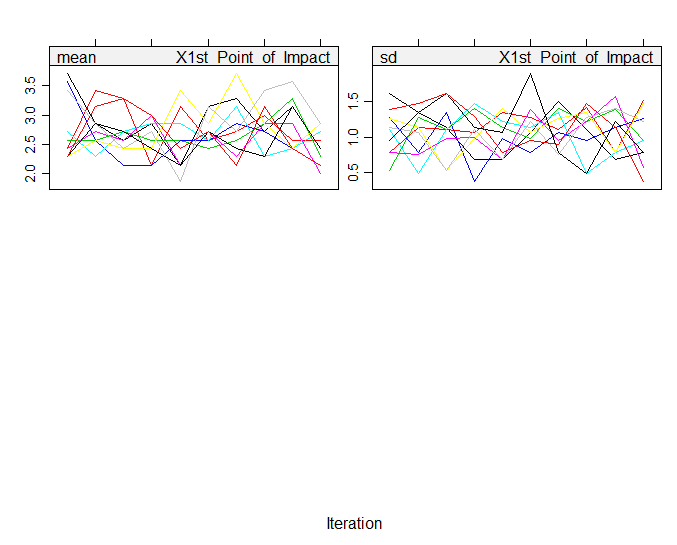 mean X1st Point of Impact
sd X1st Point of Impact
3.5
3.0
2.5
2.0
1.5
1.0
0.5
Iteration